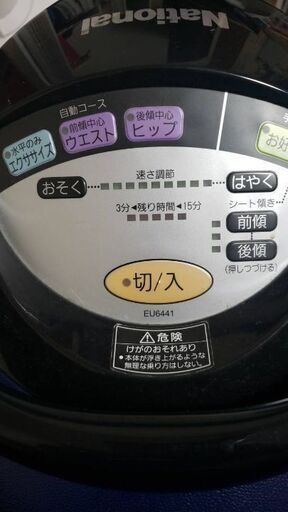 National
自動コース
水平のみ
エクササイズ
前傾中心
ウエスト
後傾中心
ヒップ
お好
おそく
速さ調節
はやく
3分◀残り時間▶15分
シート傾き
前傾
後傾
(押しつづける)
切/入
EU6441
⚠危険
けがのおそれあり
●本体が浮き上がるような
無理な乗り方はしない。